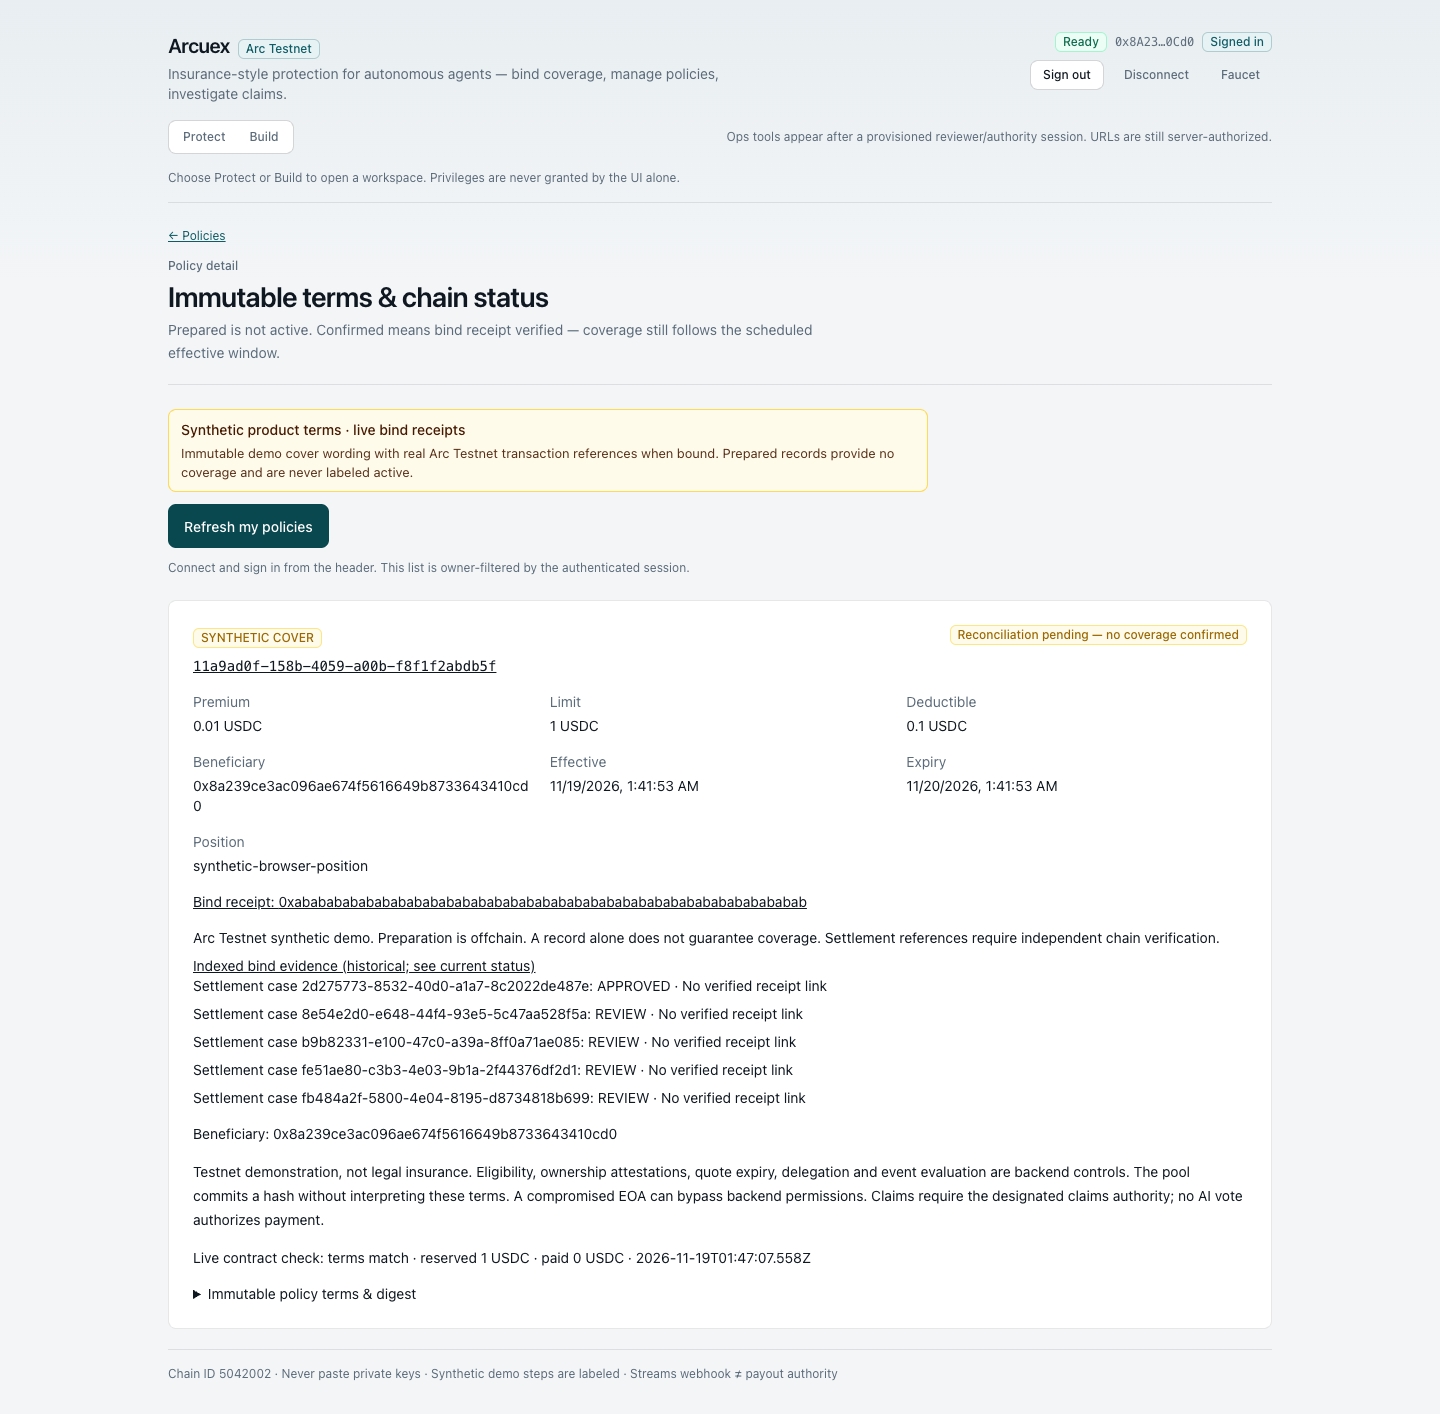 Arcuex Arc Testnet
Insurance-style protection for autonomous agents — bind coverage, manage policies,
investigate claims.
Ready 0x8A23…0Cd0 Signed in
Sign out Disconnect Faucet
Protect Build
Ops tools appear after a provisioned reviewer/authority session. URLs are still server-authorized.
Choose Protect or Build to open a workspace. Privileges are never granted by the UI alone.
← Policies
Policy detail
Immutable terms & chain status
Prepared is not active. Confirmed means bind receipt verified — coverage still follows the scheduled
effective window.
Synthetic product terms · live bind receipts
Immutable demo cover wording with real Arc Testnet transaction references when bound. Prepared records provide no
coverage and are never labeled active.
Refresh my policies
Connect and sign in from the header. This list is owner-filtered by the authenticated session.
SYNTHETIC COVER
Reconciliation pending — no coverage confirmed
11a9ad0f-158b-4059-a00b-f8f1f2abdb5f
Premium Limit Deductible
0.01 USDC 1 USDC 0.1 USDC
Beneficiary Effective Expiry
0x8a239ce3ac096ae674f5616649b8733643410cd 11/19/2026, 1:41:53 AM 11/20/2026, 1:41:53 AM
0
Position
synthetic-browser-position
Bind receipt: 0xabababababababababababababababababababababababababababababababab
Arc Testnet synthetic demo. Preparation is offchain. A record alone does not guarantee coverage. Settlement references require independent chain verification.
Indexed bind evidence (historical; see current status)
Settlement case 2d275773-8532-40d0-a1a7-8c2022de487e: APPROVED · No verified receipt link
Settlement case 8e54e2d0-e648-44f4-93e5-5c47aa528f5a: REVIEW · No verified receipt link
Settlement case b9b82331-e100-47c0-a39a-8ff0a71ae085: REVIEW · No verified receipt link
Settlement case fe51ae80-c3b3-4e03-9b1a-2f44376df2d1: REVIEW · No verified receipt link
Settlement case fb484a2f-5800-4e04-8195-d8734818b699: REVIEW · No verified receipt link
Beneficiary: 0x8a239ce3ac096ae674f5616649b8733643410cd0
Testnet demonstration, not legal insurance. Eligibility, ownership attestations, quote expiry, delegation and event evaluation are backend controls. The pool
commits a hash without interpreting these terms. A compromised EOA can bypass backend permissions. Claims require the designated claims authority; no AI vote
authorizes payment.
Live contract check: terms match · reserved 1 USDC · paid 0 USDC · 2026-11-19T01:47:07.558Z
▶ Immutable policy terms & digest
Chain ID 5042002 · Never paste private keys · Synthetic demo steps are labeled · Streams webhook ≠ payout authority